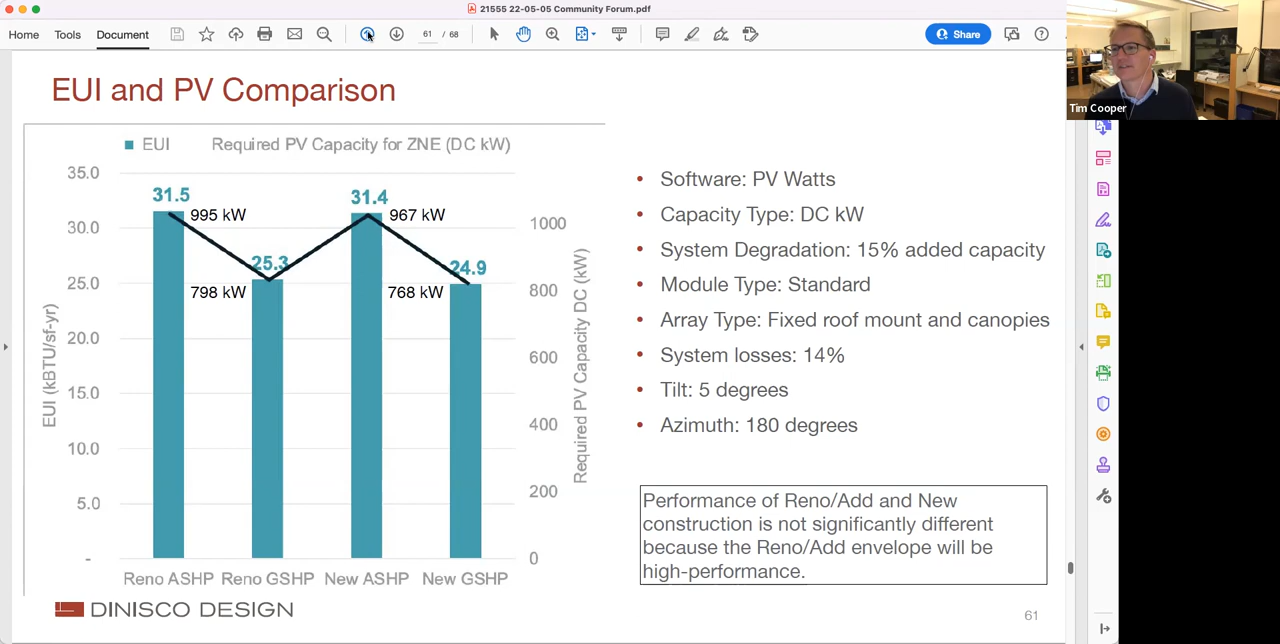 21555 22-05-05 Community Forum.pdf
Home Tools Document 61 / 68 Share
Tim Cooper
EUI and PV Comparison
EUI Required PV Capacity for ZNE (DC kW)
35.0
30.0
25.0
20.0
15.0
10.0
5.0
-
EUI (kBTU/sf-yr)
31.5
995 kW
25.3
798 kW
31.4
967 kW
24.9
768 kW
1000
800
600
400
200
0
Required PV Capacity DC (kW)
Reno ASHP Reno GSHP New ASHP New GSHP
• Software: PV Watts
• Capacity Type: DC kW
• System Degradation: 15% added capacity
• Module Type: Standard
• Array Type: Fixed roof mount and canopies
• System losses: 14%
• Tilt: 5 degrees
• Azimuth: 180 degrees
Performance of Reno/Add and New
construction is not significantly different
because the Reno/Add envelope will be
high-performance.
DINISCO DESIGN
61